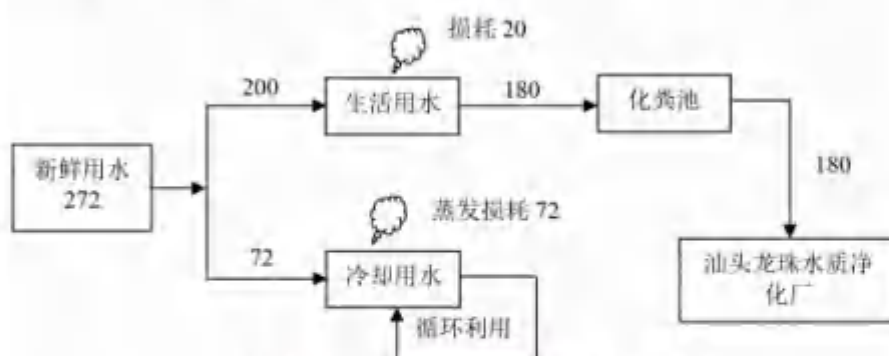 损耗 20
200
生活用水
180
化粪池
新鲜用水
272
180
蒸发损耗 72
72
冷却用水
汕头龙珠水质净
化厂
循环利用